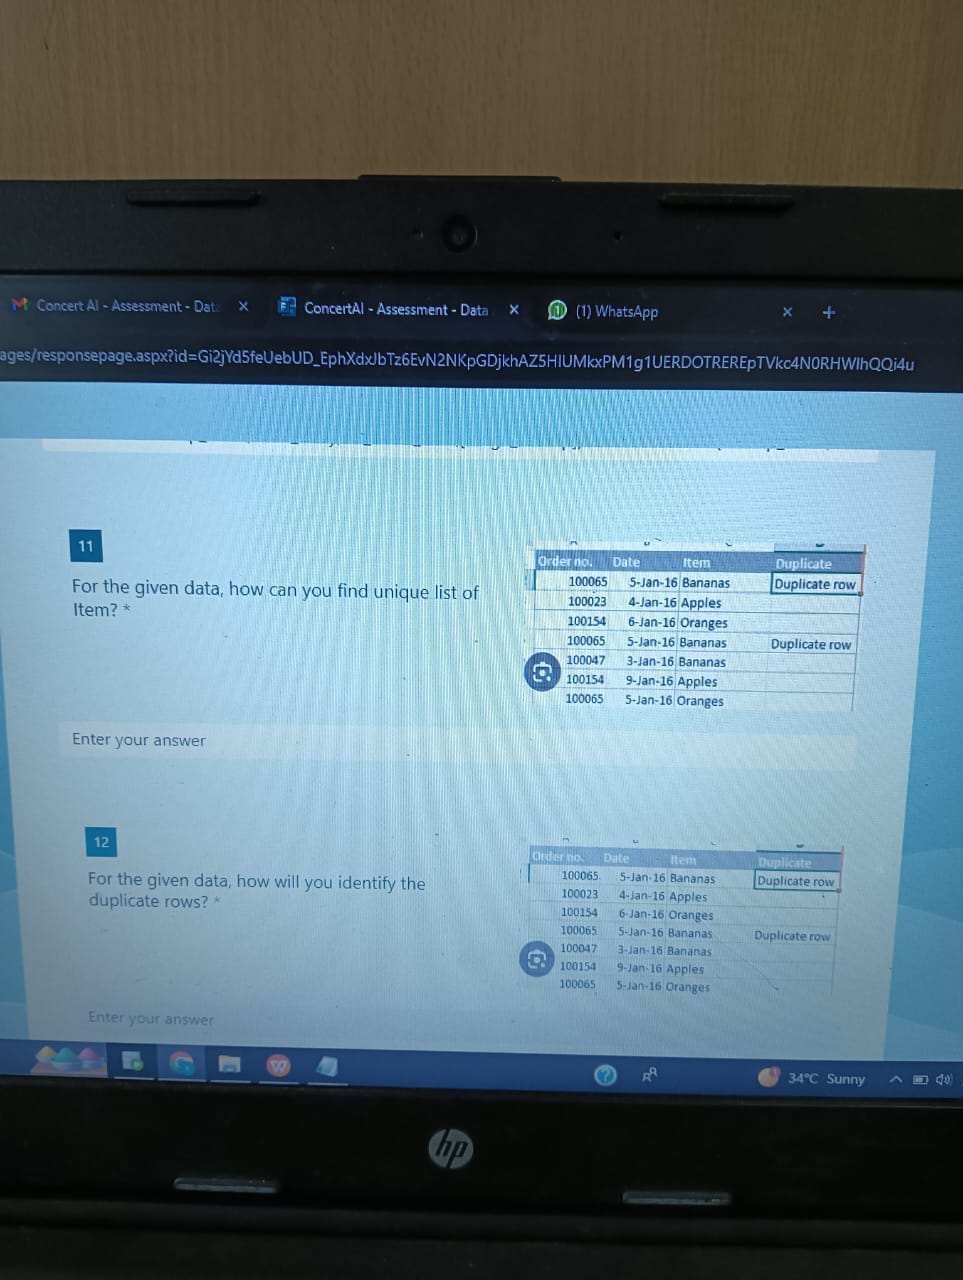 Concert AI - Assessment - Data
ConcertAI - Assessment - Data
(1) WhatsApp
ages/responsepage.aspx?id=Gi2jYd5feUebUD_EphXdxJbTz6EvN2NKpGDjkhAZ5HIUMkxPM1g1UERDOTREREpTVkc4N0RHWlhQQi4u
11
For the given data, how can you find unique list of
Item? *
Order no. Date Item Duplicate
100065 5-Jan-16 Bananas Duplicate row
100023 4-Jan-16 Apples
100154 6-Jan-16 Oranges
100065 5-Jan-16 Bananas Duplicate row
100047 3-Jan-16 Bananas
100154 9-Jan-16 Apples
100065 5-Jan-16 Oranges
Enter your answer
12
For the given data, how will you identify the
duplicate rows? *
Order no. Date Item Duplicate
100065 5-Jan-16 Bananas Duplicate row
100023 4-Jan-16 Apples
100154 6-Jan-16 Oranges
100065 5-Jan-16 Bananas Duplicate row
100047 3-Jan-16 Bananas
100154 9-Jan-16 Apples
100065 5-Jan-16 Oranges
Enter your answer
34°C Sunny
hp